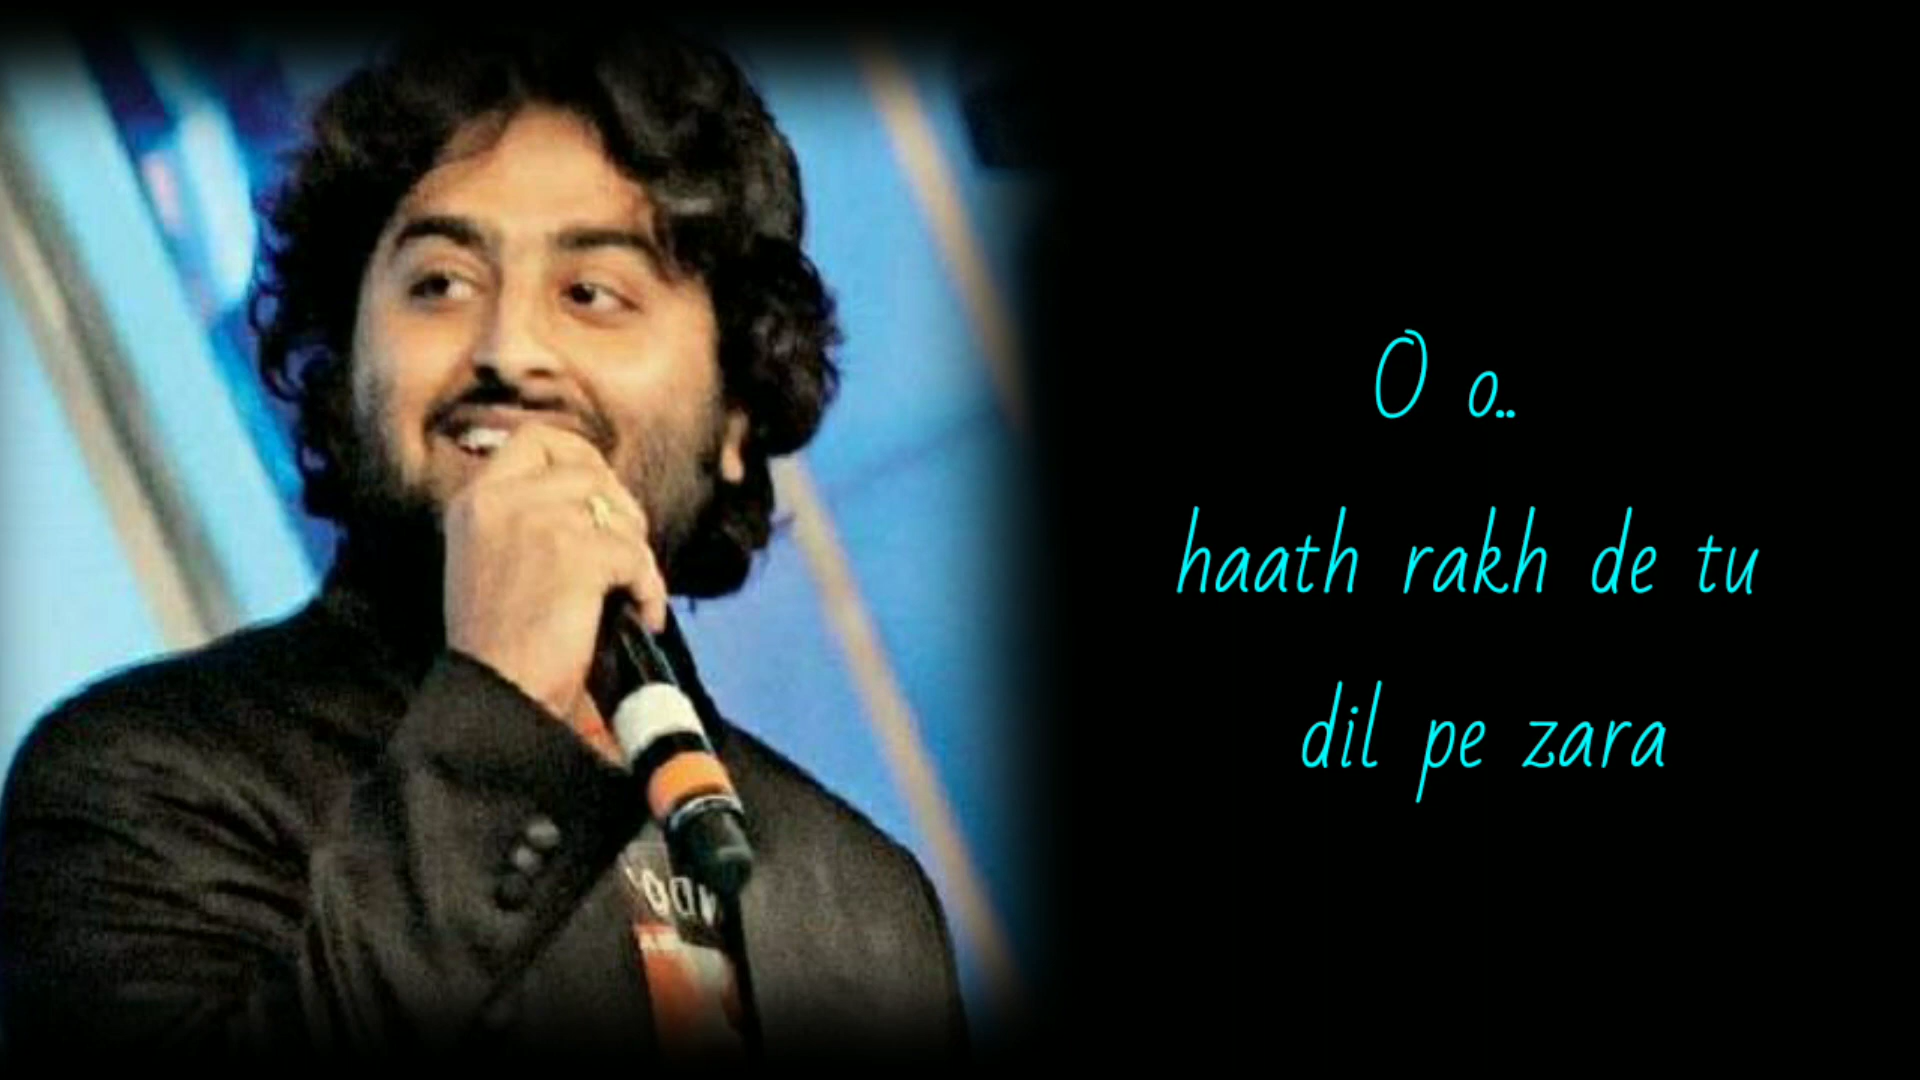 O o..
haath rakh de tu
dil pe zara